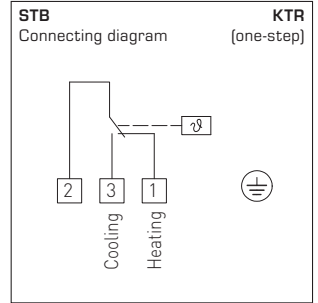 STB KTR
Connecting diagram (one-step)
ϑ
2 3 1
Cooling
Heating